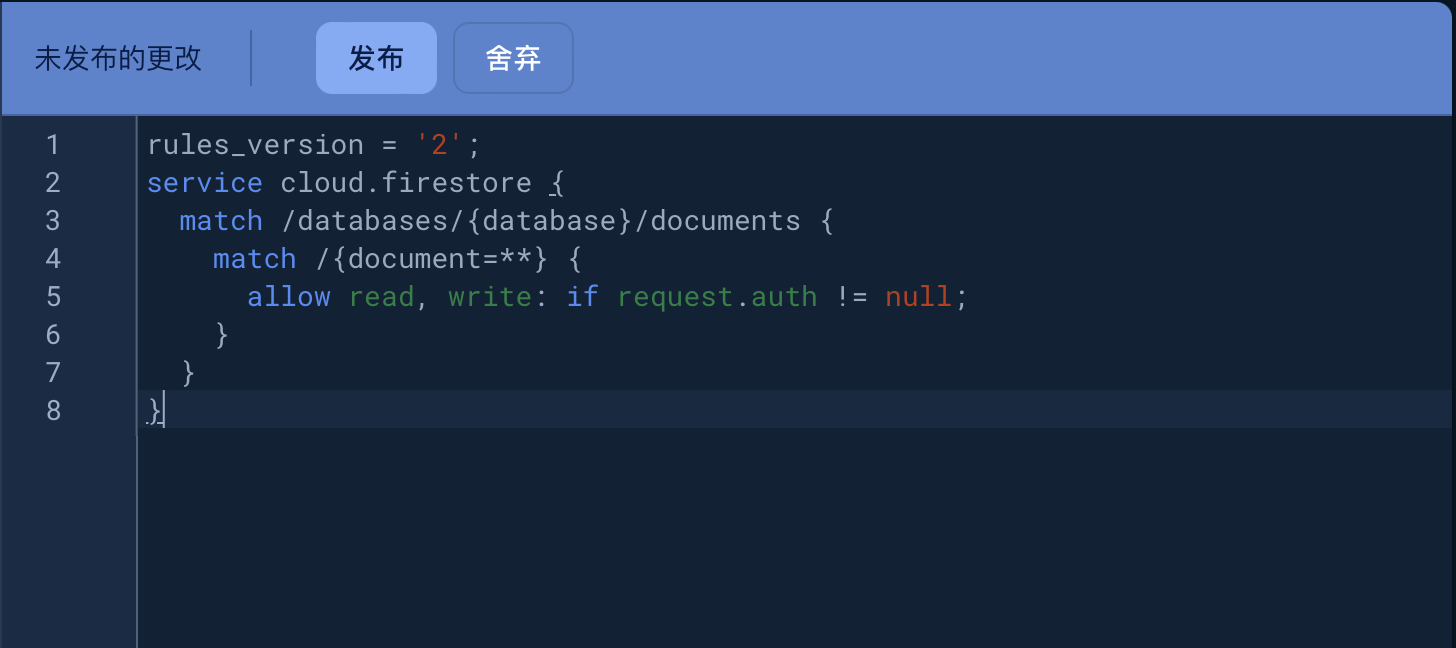 未发布的更改 发布 舍弃
1 rules_version = '2';
2 service cloud.firestore {
3   match /databases/{database}/documents {
4     match /{document=**} {
5       allow read, write: if request.auth != null;
6     }
7   }
8 }